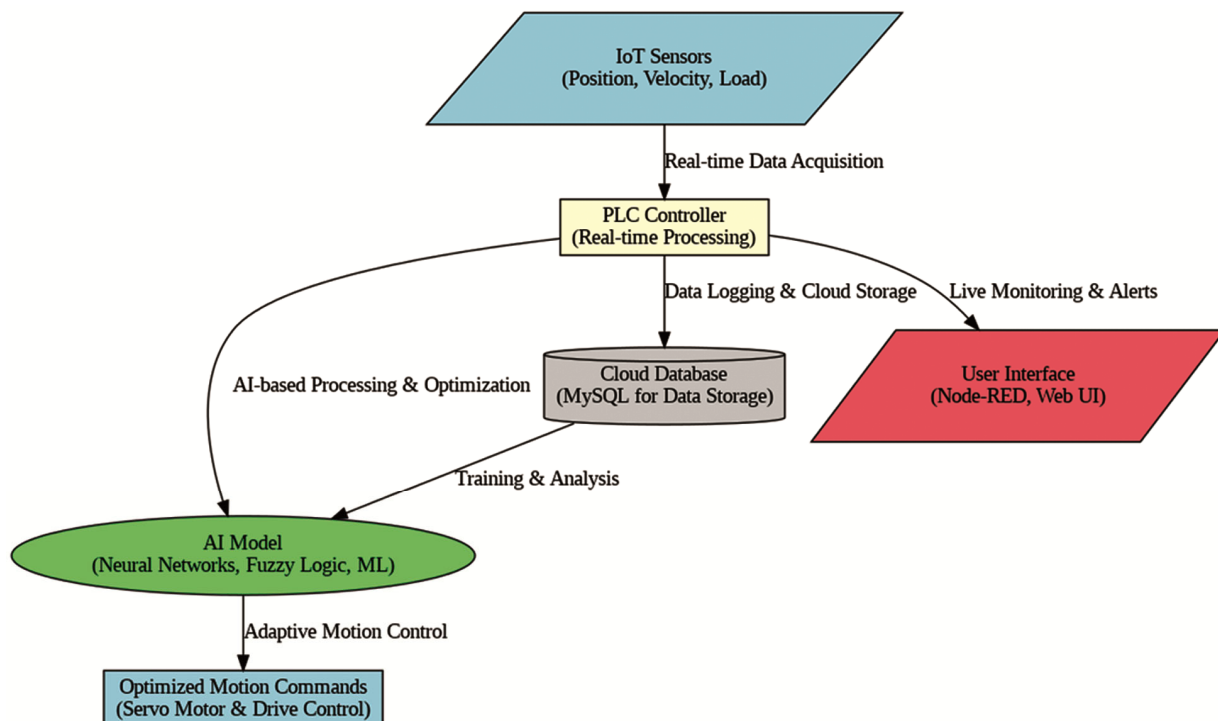 IoT Sensors
(Position, Velocity, Load)
Real-time Data Acquisition
PLC Controller
(Real-time Processing)
Data Logging & Cloud Storage
Live Monitoring & Alerts
Cloud Database
(MySQL for Data Storage)
User Interface
(Node-RED, Web UI)
AI-based Processing & Optimization
Training & Analysis
AI Model
(Neural Networks, Fuzzy Logic, ML)
Adaptive Motion Control
Optimized Motion Commands
(Servo Motor & Drive Control)